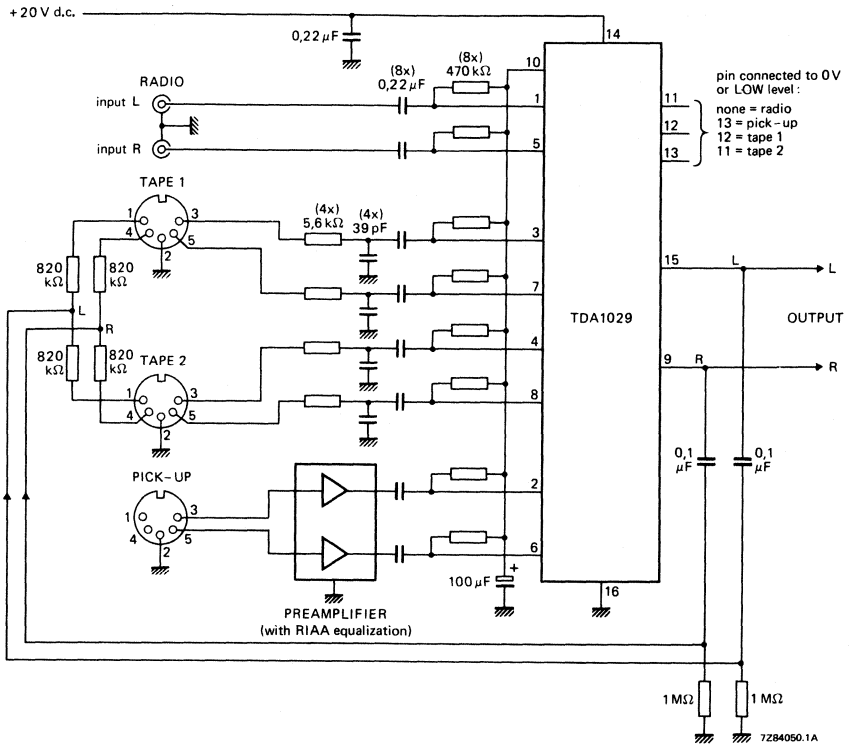 +20V d.c.
0,22 µF
14
RADIO
input L
input R
(8x)
0,22 µF
(8x)
470 kΩ
10
1
5
11
12
13
pin connected to 0V
or LOW level:
none = radio
13 = pick-up
12 = tape 1
11 = tape 2
TAPE 1
1
3
4
5
2
(4x)
5,6 kΩ
(4x)
39 pF
3
7
820
kΩ
820
kΩ
L
R
820
kΩ
820
kΩ
TAPE 2
1
3
4
5
2
4
8
TDA1029
15
L
L
OUTPUT
9
R
R
0,1
µF
0,1
µF
PICK-UP
1
3
4
5
2
2
6
100 µF
+
16
PREAMPLIFIER
(with RIAA equalization)
1 MΩ
1 MΩ
7Z84050.1A